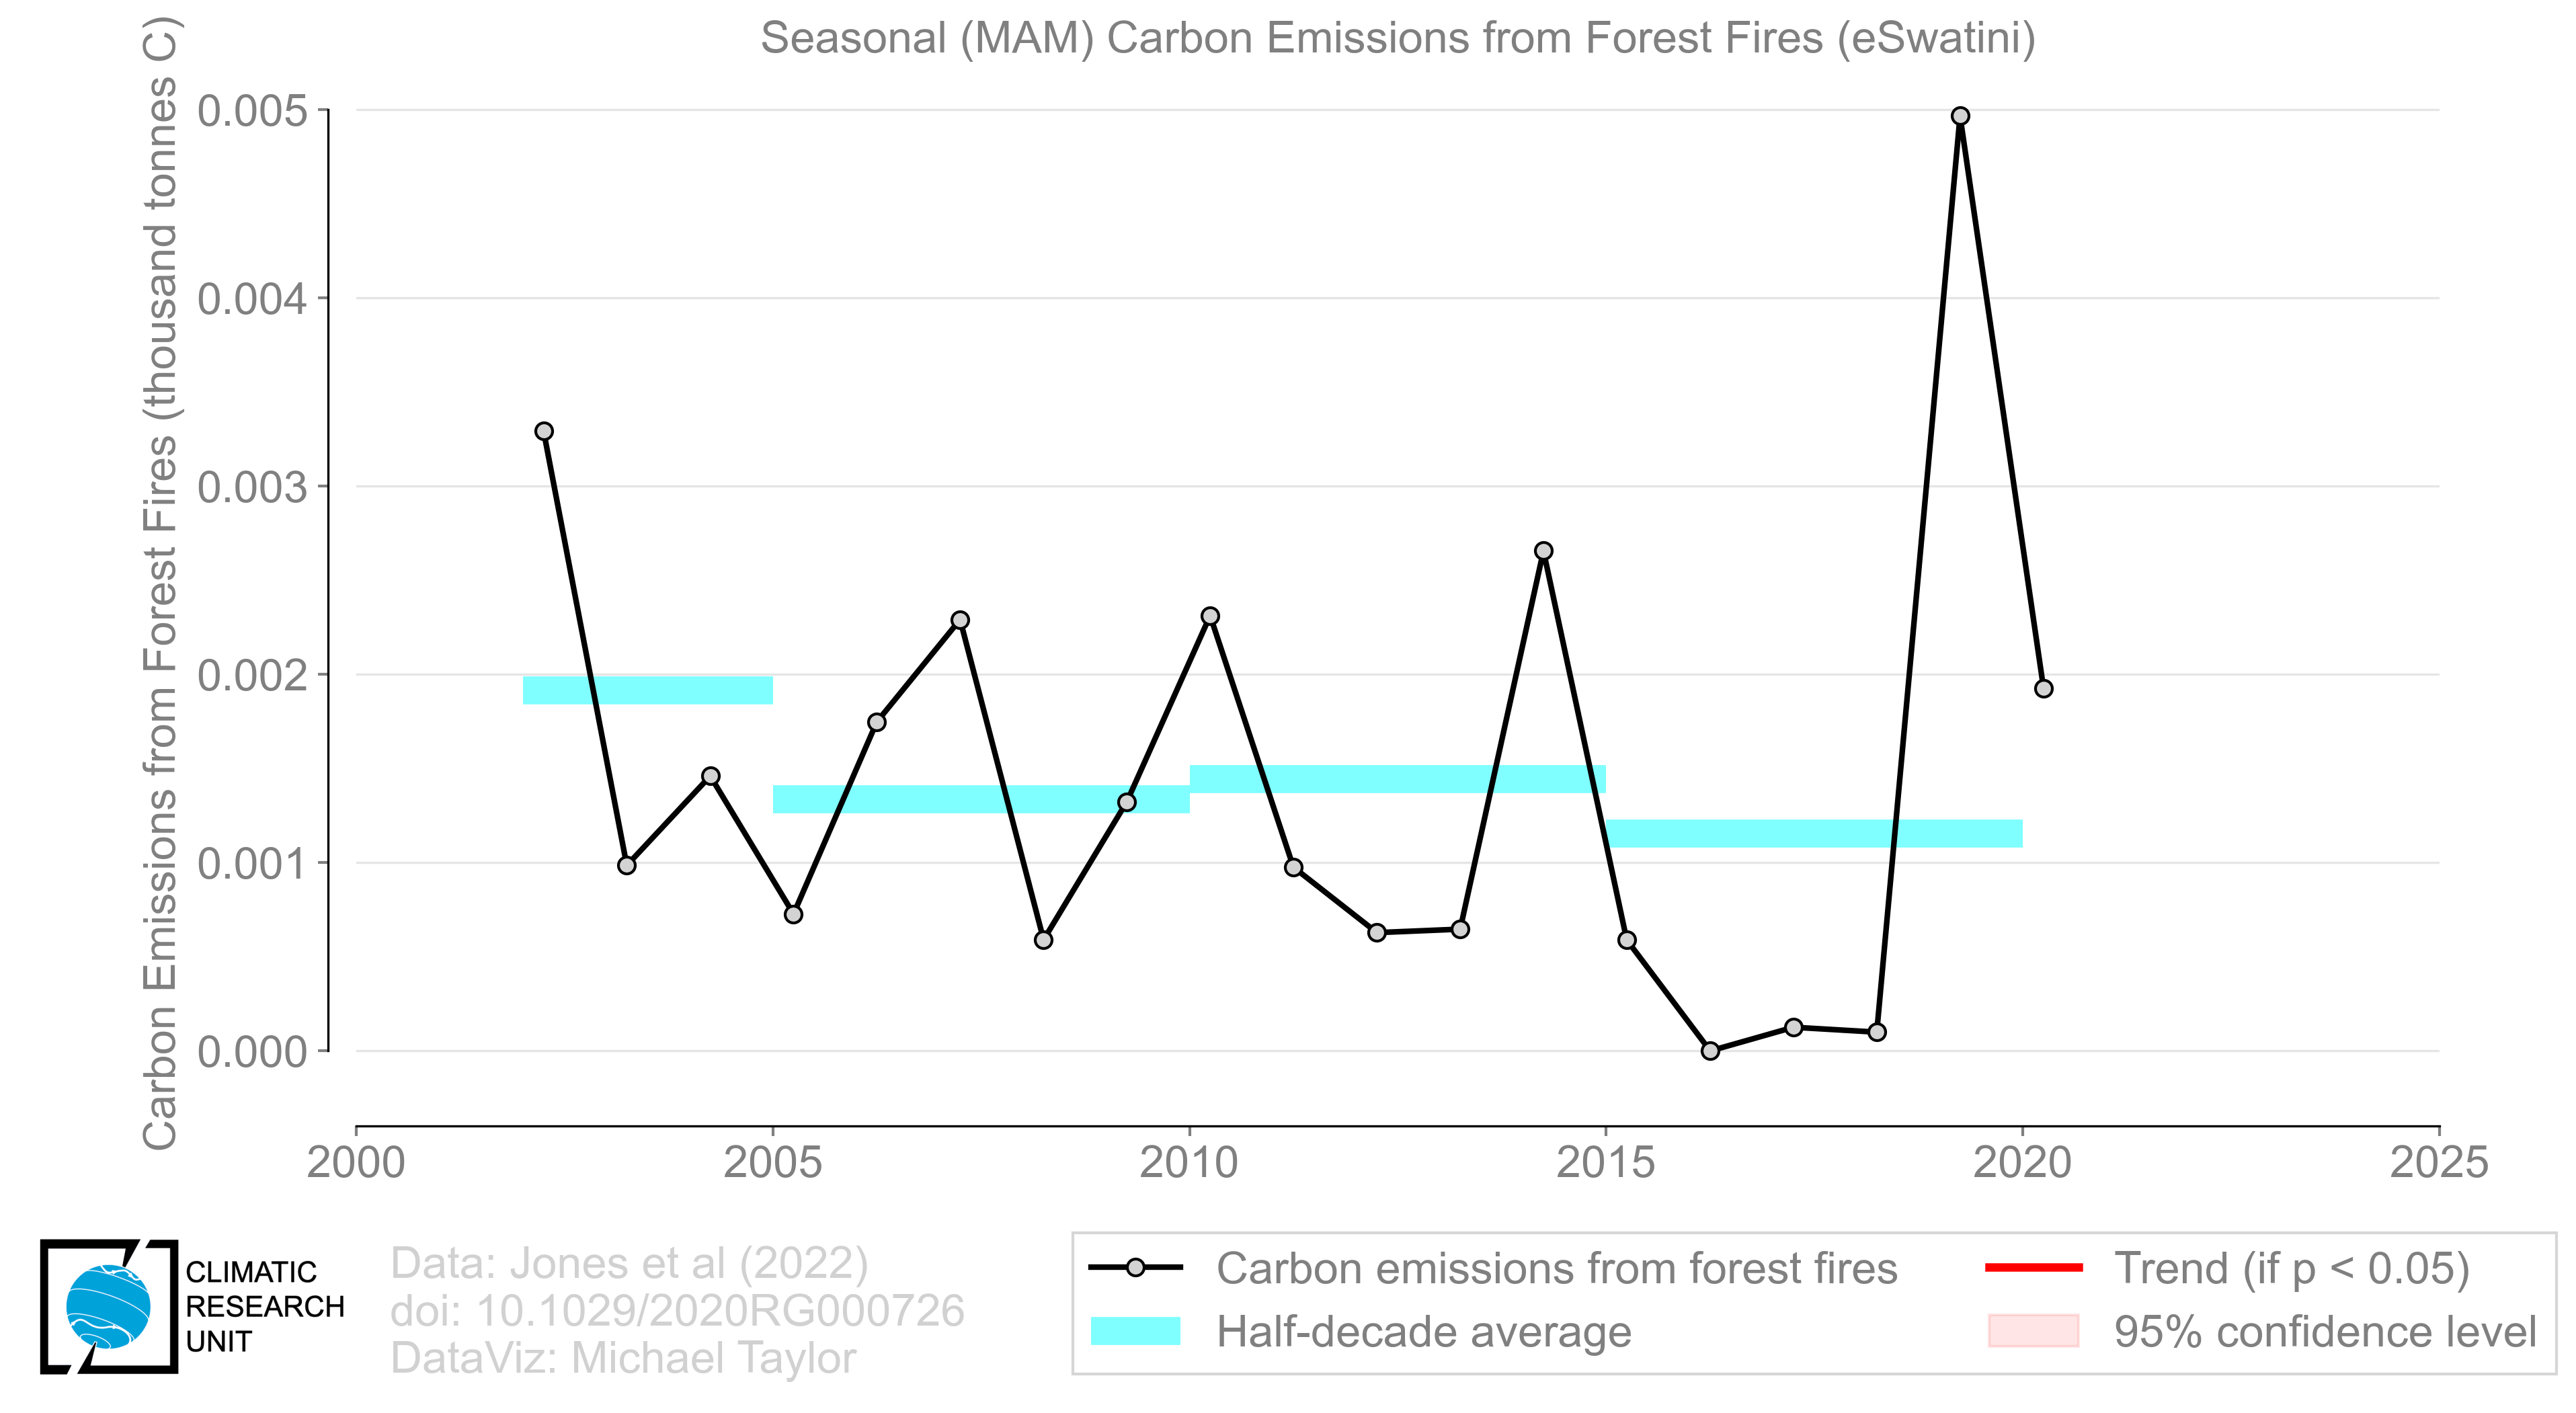 Seasonal (MAM) Carbon Emissions from Forest Fires (eSwatini)
Carbon Emissions from Forest Fires (thousand tonnes C)
0.005
0.004
0.003
0.002
0.001
0.000
2000 2005 2010 2015 2020 2025
CLIMATIC
RESEARCH
UNIT
Data: Jones et al (2022)
doi: 10.1029/2020RG000726
DataViz: Michael Taylor
Carbon emissions from forest fires
Half-decade average
Trend (if p < 0.05)
95% confidence level